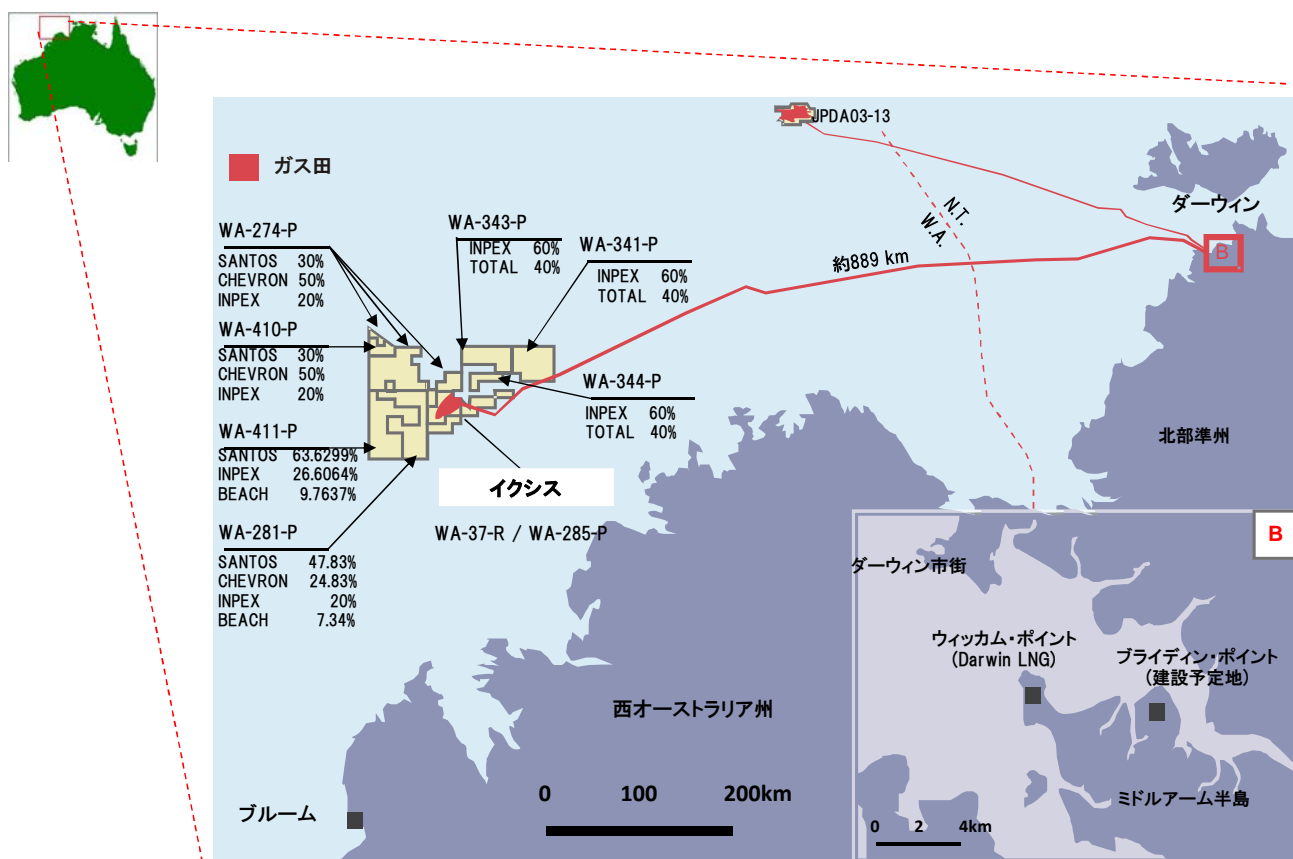 JPDA03-13
ガス田
N.T.
W.A.
ダーウィン
B
約889 km
WA-274-P
SANTOS 30%
CHEVRON 50%
INPEX 20%
WA-343-P
INPEX 60%
TOTAL 40%
WA-341-P
INPEX 60%
TOTAL 40%
WA-410-P
SANTOS 30%
CHEVRON 50%
INPEX 20%
WA-344-P
INPEX 60%
TOTAL 40%
WA-411-P
SANTOS 63.6299%
INPEX 26.6064%
BEACH 9.7637%
イクシス
WA-37-R / WA-285-P
WA-281-P
SANTOS 47.83%
CHEVRON 24.83%
INPEX 20%
BEACH 7.34%
北部準州
西オーストラリア州
ブルーム
0 100 200km
B
ダーウィン市街
ウィッカム・ポイント
(Darwin LNG)
ブライディン・ポイント
(建設予定地)
ミドルアーム半島
0 2 4km